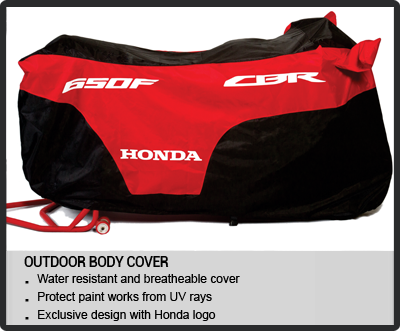 650F CBR
HONDA
OUTDOOR BODY COVER
. Water resistant and breatheable cover
. Protect paint works from UV rays
. Exclusive design with Honda logo